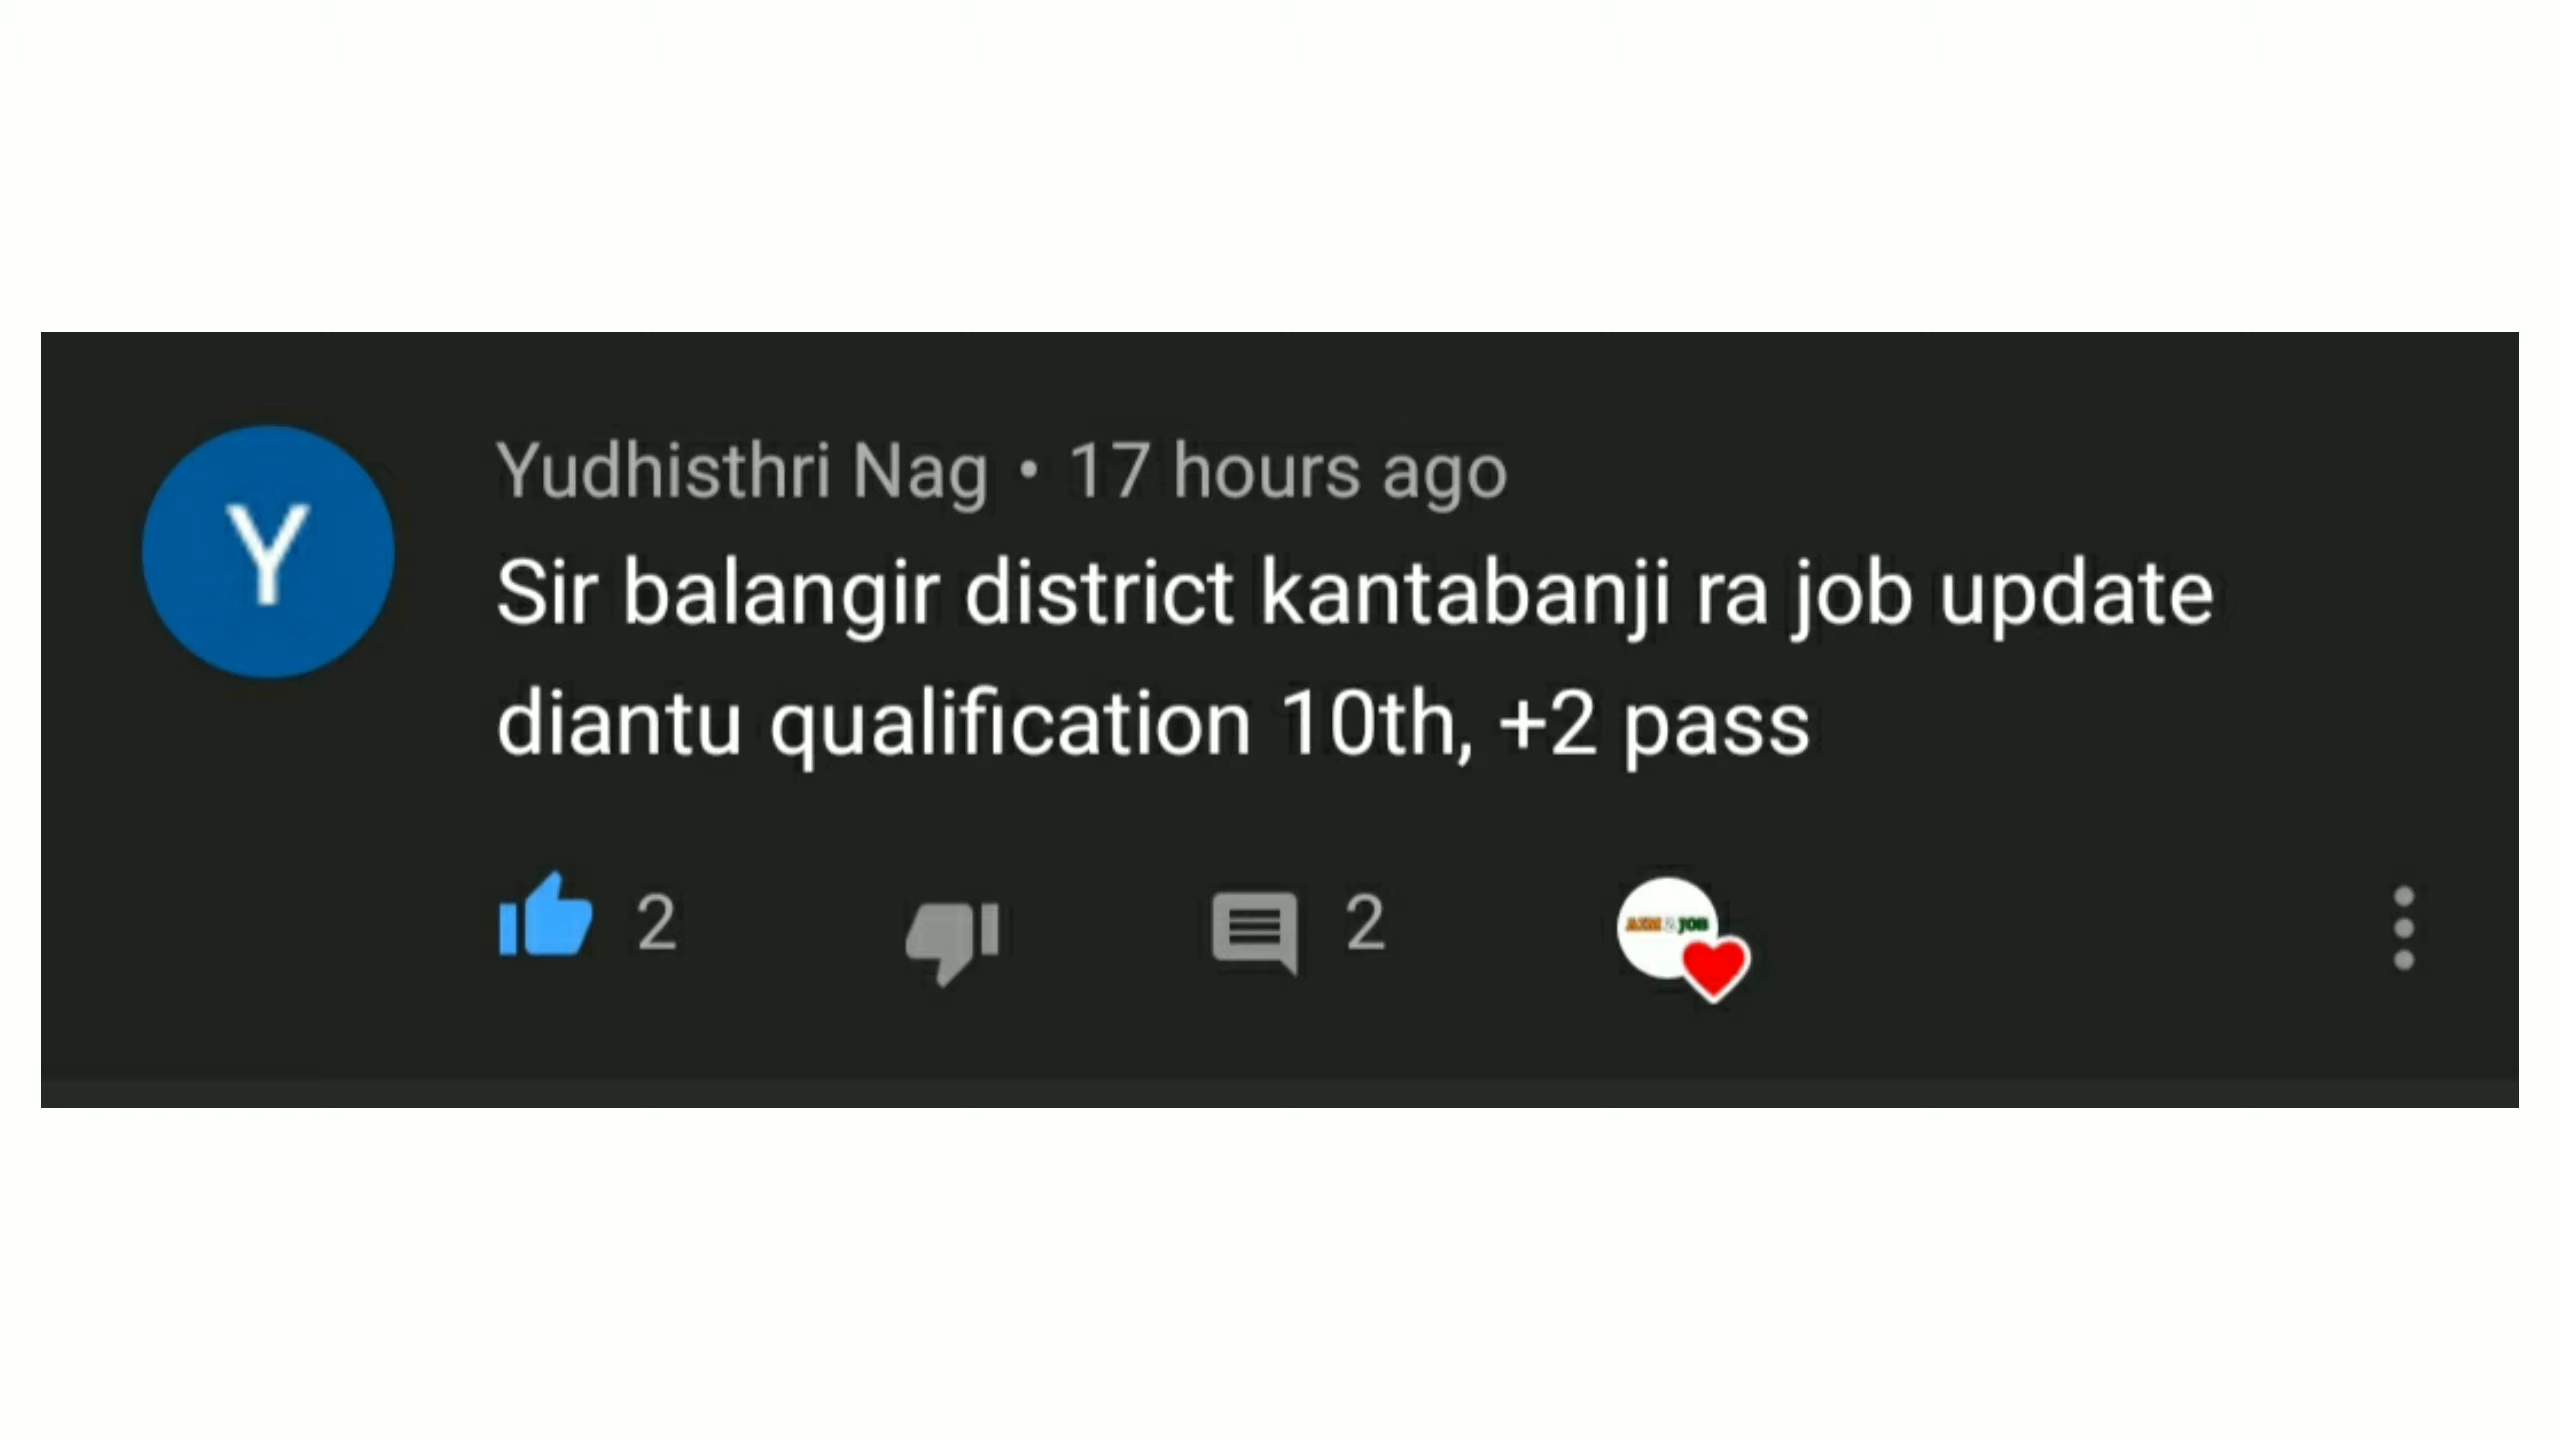 Y
Yudhisthri Nag • 17 hours ago
Sir balangir district kantabanji ra job update
diantu qualification 10th, +2 pass
2
2
JOB